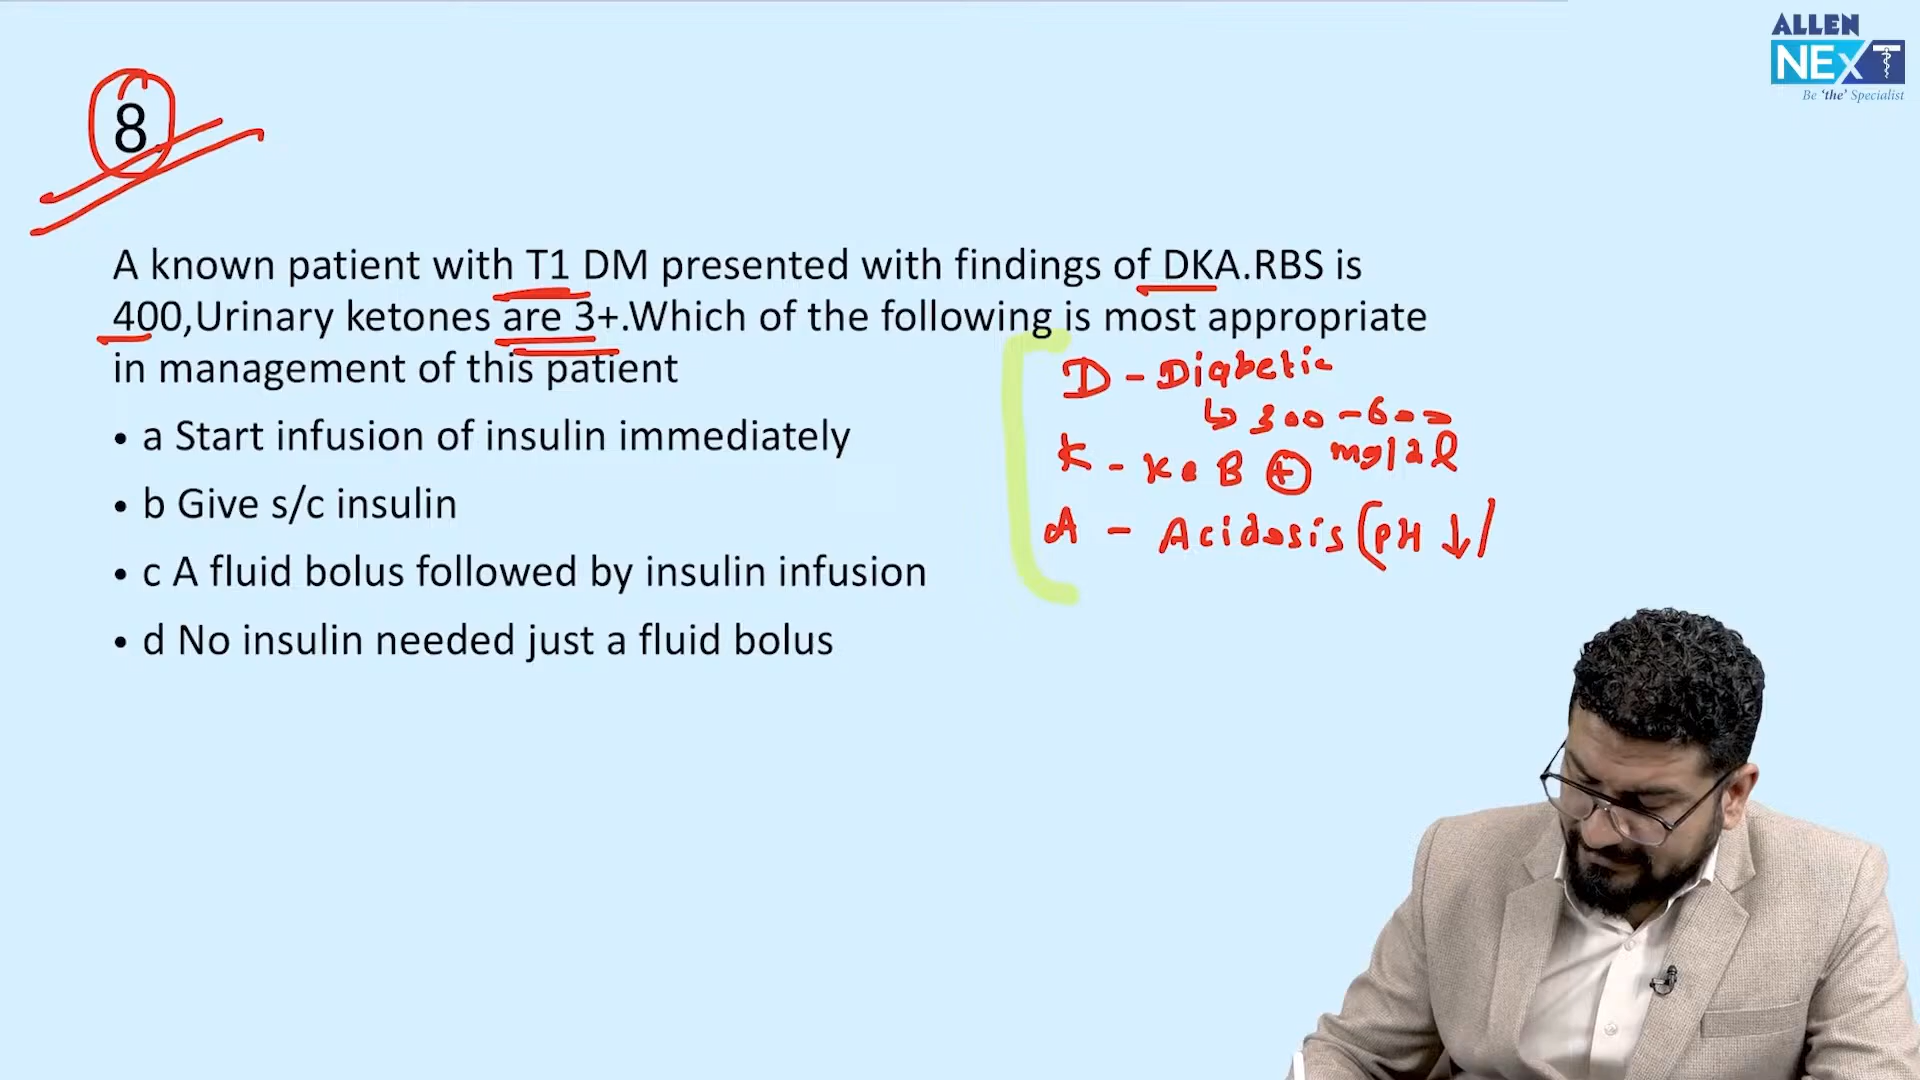 ALLEN
NEXT
Be 'the' Specialist
8
A known patient with T1 DM presented with findings of DKA.RBS is
400,Urinary ketones are 3+.Which of the following is most appropriate
in management of this patient
• a Start infusion of insulin immediately
• b Give s/c insulin
• c A fluid bolus followed by insulin infusion
• d No insulin needed just a fluid bolus
D - Diabetic
↳ 300-600
mg/dl
K - KeB +
A - Acidosis (pH ↓)